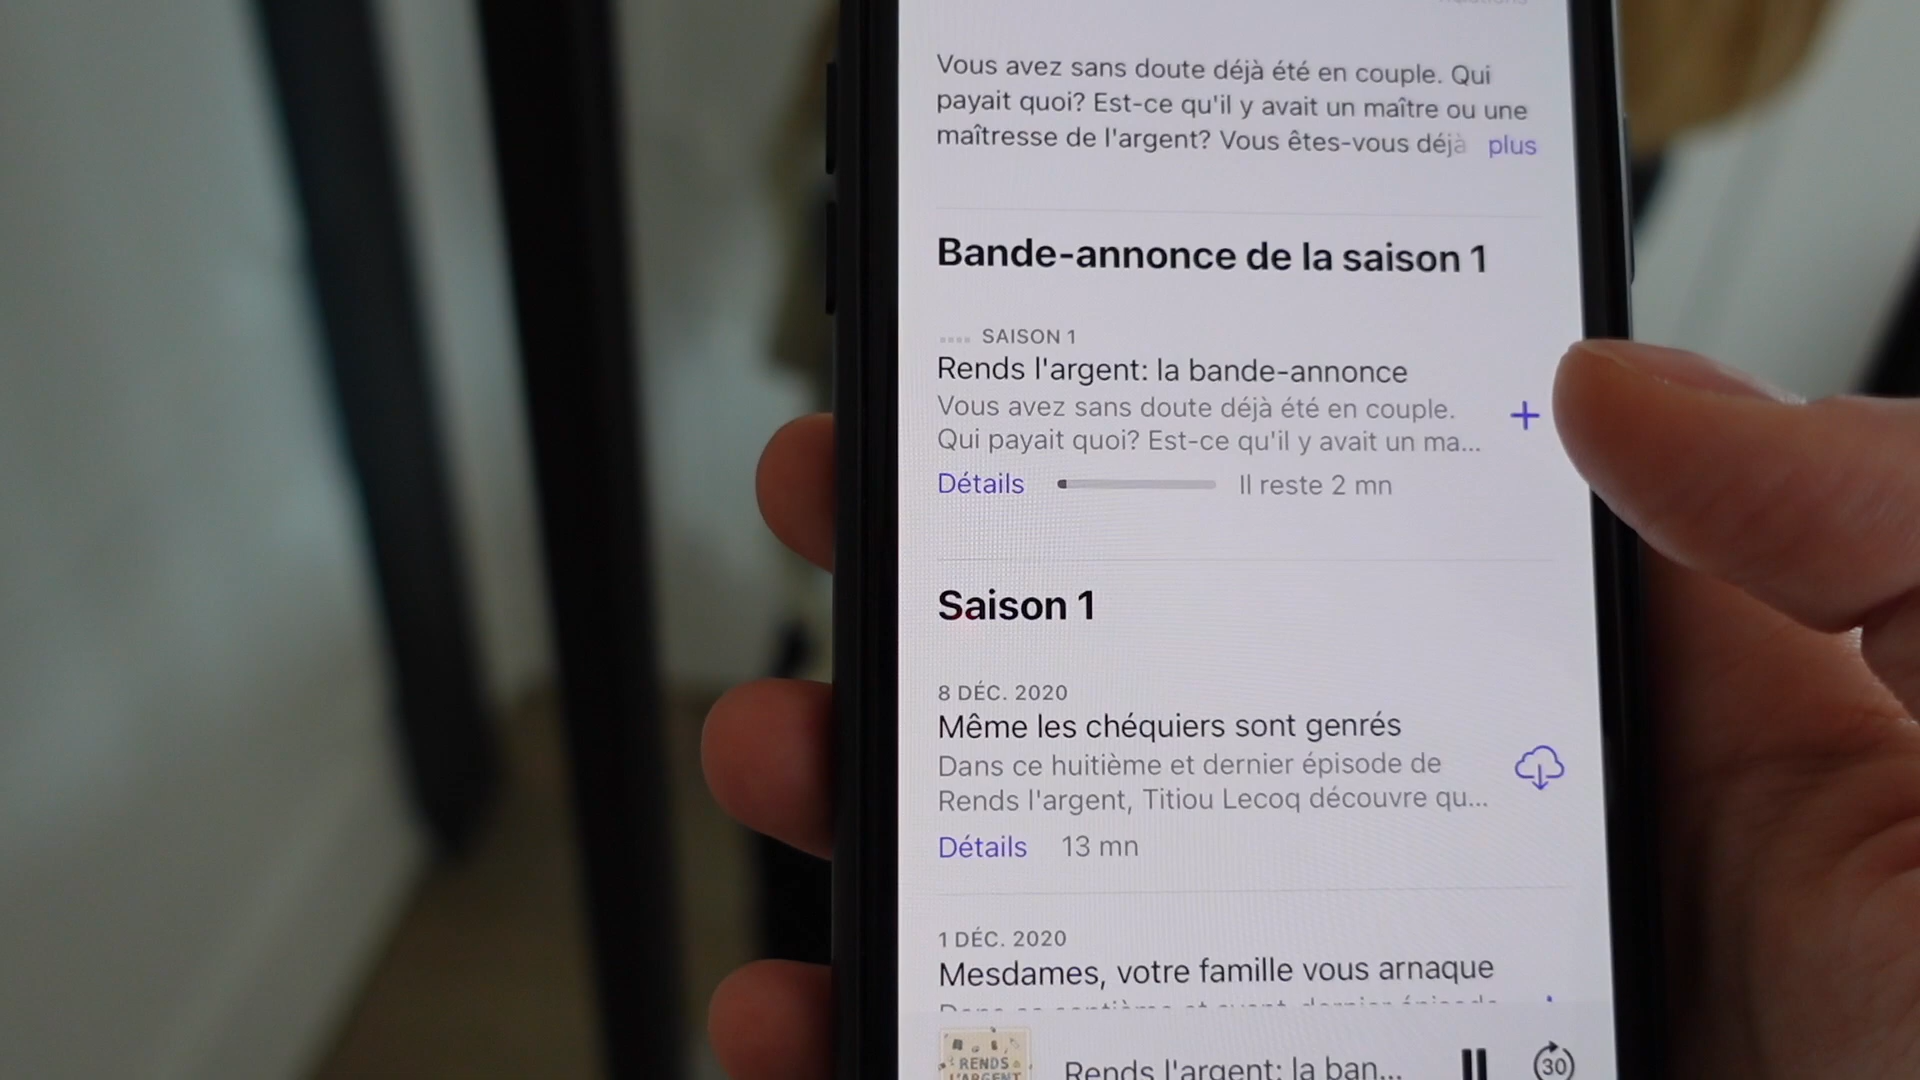 Vous avez sans doute déjà été en couple. Qui
payait quoi? Est-ce qu'il y avait un maître ou une
maîtresse de l'argent? Vous êtes-vous déjà plus
Bande-annonce de la saison 1
SAISON 1
Rends l'argent: la bande-annonce
Vous avez sans doute déjà été en couple.
Qui payait quoi? Est-ce qu'il y avait un ma...
Détails Il reste 2 mn
Saison 1
8 DÉC. 2020
Même les chéquiers sont genrés
Dans ce huitième et dernier épisode de
Rends l'argent, Titiou Lecoq découvre qu...
Détails 13 mn
1 DÉC. 2020
Mesdames, votre famille vous arnaque
RENDS
L'ARGENT
Rends l'argent: la ban...
30